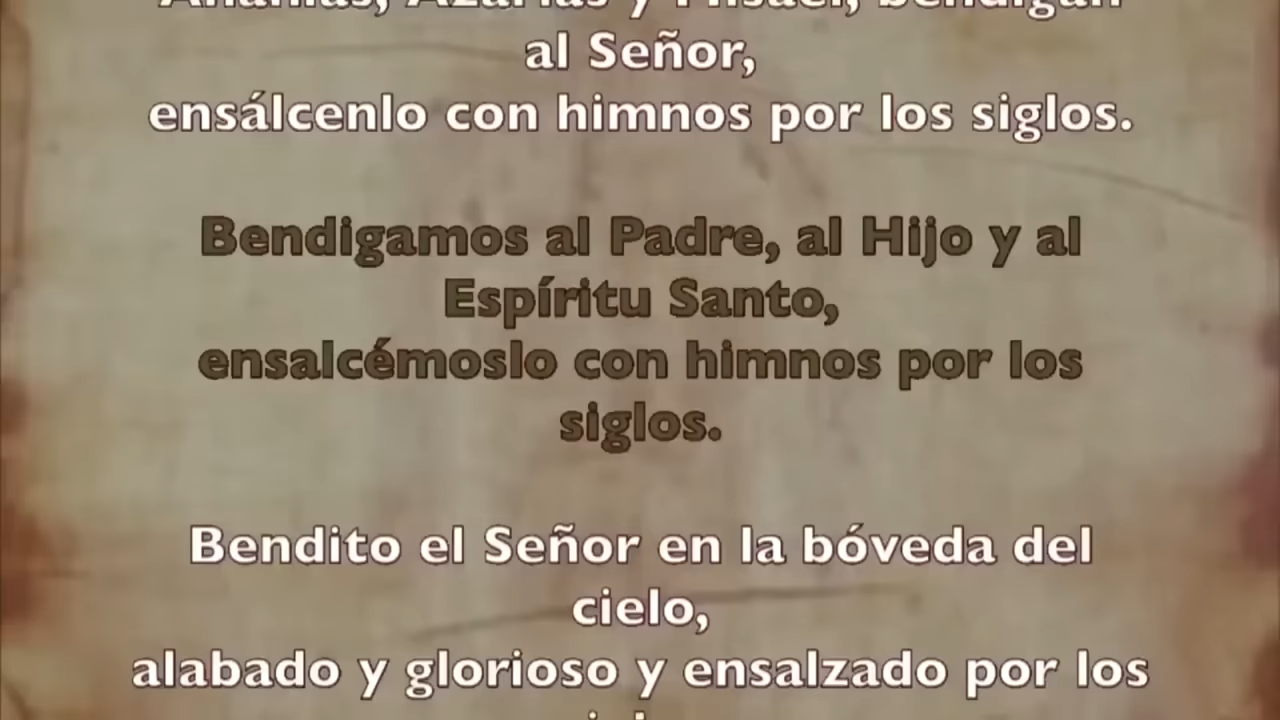 Ananías, Azarías y Misael, bendigan
al Señor,
ensálcenlo con himnos por los siglos.
Bendigamos al Padre, al Hijo y al
Espíritu Santo,
ensalcémoslo con himnos por los
siglos.
Bendito el Señor en la bóveda del
cielo,
alabado y glorioso y ensalzado por los